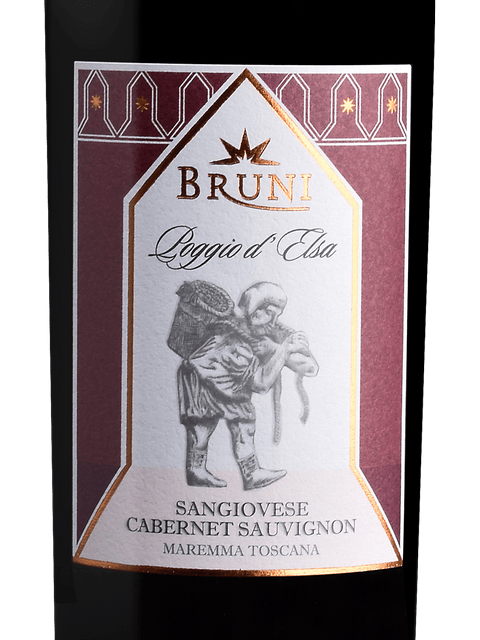 BRUNI
Poggio d' Elsa
SANGIOVESE
CABERNET SAUVIGNON
MAREMMA TOSCANA